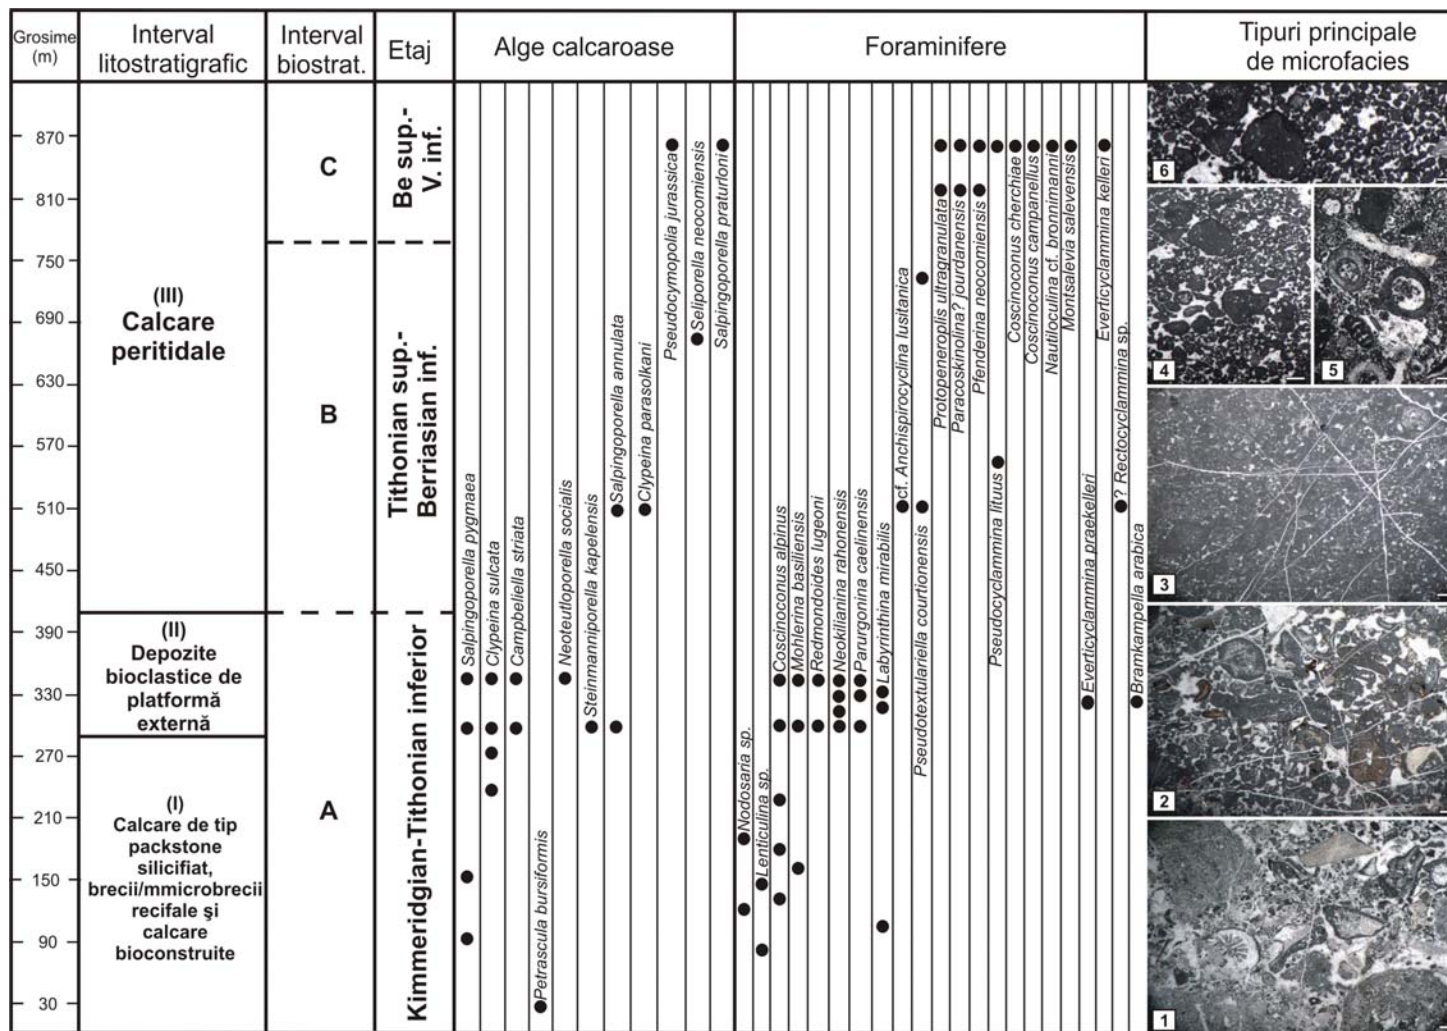 Grosime
(m)
Interval
litostratigrafic
Interval
biostrat.
Etaj
Alge calcaroase
Foraminifere
Tipuri principale
de microfacies
870
810
750
690
630
570
510
450
390
330
270
210
150
90
30
(III)
Calcare
peritidale
(II)
Depozite
bioclastice de
platformă
externă
(I)
Calcare de tip
packstone
silicifiat,
brecii/mmicrobrecii
recifale şi
calcare
bioconstruite
C
B
A
Be sup.-
V. inf.
Tithonian sup.-
Berriasian inf.
Kimmeridgian-Tithonian inferior
Salpingoporella pygmaea
Clypeina sulcata
Campbeliella striata
Petrascula bursiformis
Neoteutloporella socialis
Steinmanniporella kapelensis
Salpingoporella annulata
Clypeina parasolkani
Pseudocymopolia jurassica
Seliporella neocomiensis
Salpingoporella praturloni
Nodosaria sp.
Lenticulina sp.
Coscinoconus alpinus
Mohlerina basiliensis
Redmondoides lugeoni
Neokilianina rahonensis
Parurgonina caelinensis
Labyrinthina mirabilis
cf. Anchispirocyclina lusitanica
Pseudotextulariella courtionensis
Protopeneroplis ultragranulata
Paracoskinolina? jourdanensis
Pfenderina neocomiensis
Pseudocyclammina lituus
Coscinoconus cherchiae
Coscinoconus campanellus
Nautiloculina cf. bronnimanni
Montsalevia salevensis
Everticyclammina praekelleri
Everticyclammina kelleri
? Rectocyclammina sp.
Bramkampella arabica
6
4
5
3
2
1